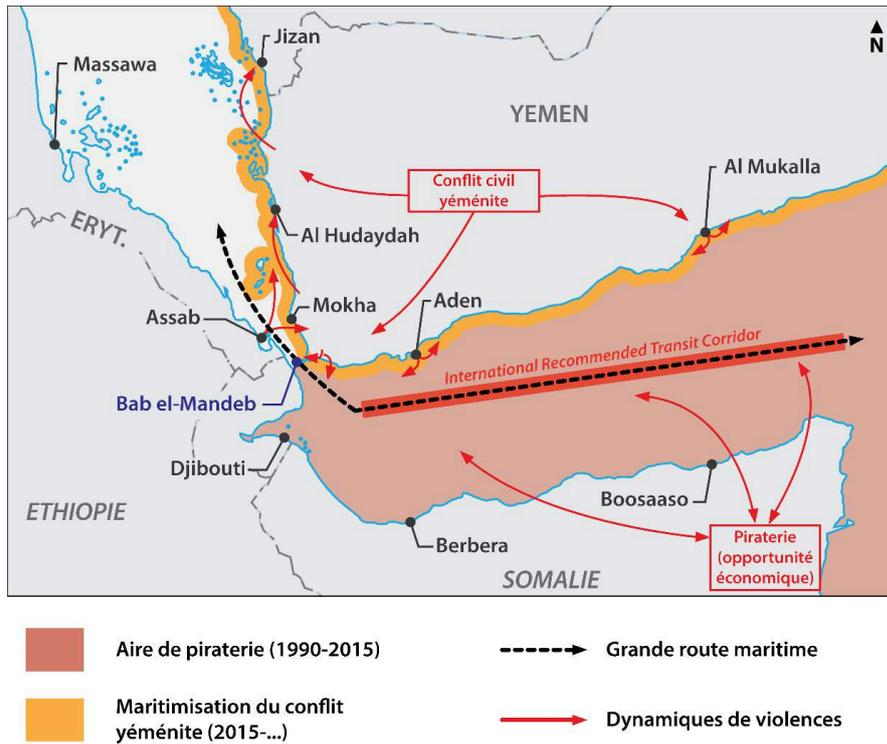 Jizan
Massawa
N
YEMEN
Al Mukalla
Conflit civil
yéménite
ERYT.
Al Hudaydah
Mokha
Aden
Assab
International Recommended Transit Corridor
Bab el-Mandeb
Djibouti
Boosaaso
ETHIOPIE
Berbera
Piraterie
(opportunité
économique)
SOMALIE
Aire de piraterie (1990-2015)
Grande route maritime
Maritimisation du conflit
yéménite (2015-...)
Dynamiques de violences